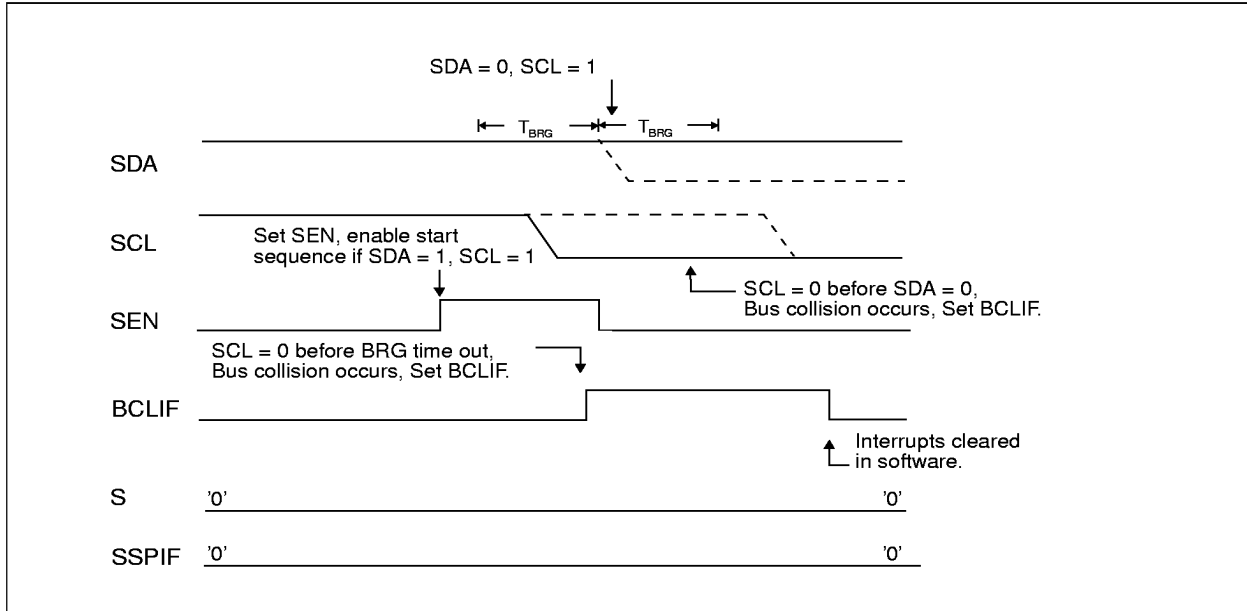 SDA = 0, SCL = 1
TBRG TBRG
SDA
SCL
Set SEN, enable start
sequence if SDA = 1, SCL = 1
SCL = 0 before SDA = 0,
Bus collision occurs, Set BCLIF.
SEN
SCL = 0 before BRG time out,
Bus collision occurs, Set BCLIF.
BCLIF
Interrupts cleared
in software.
S '0' '0'
SSPIF '0' '0'